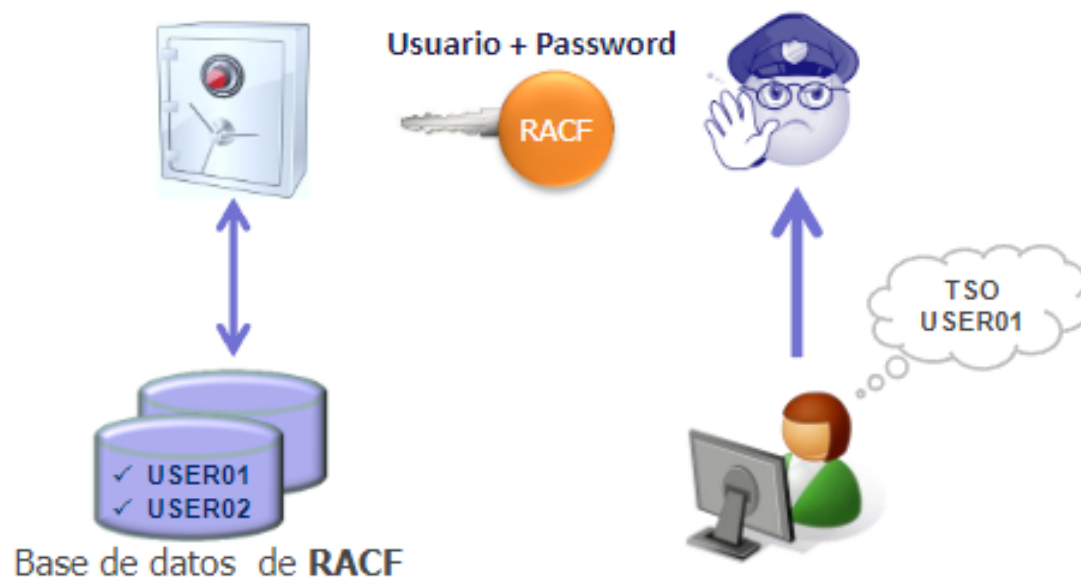 Usuario + Password
RACF
TSO
USER01
✓ USER01
✓ USER02
Base de datos de RACF